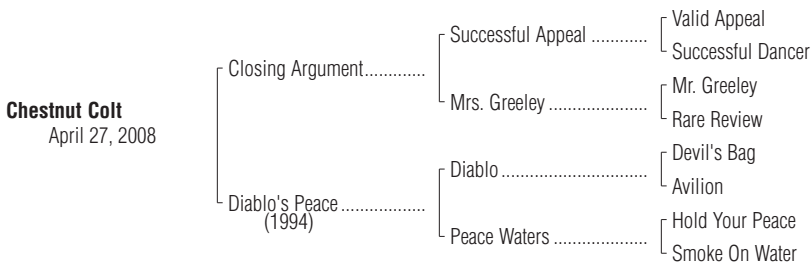 Valid Appeal
Successful Appeal ............
Successful Dancer
Closing Argument.............
Mr. Greeley
Mrs. Greeley .....................
Rare Review
Chestnut Colt
April 27, 2008
Devil's Bag
Diablo...............................
Avilion
Diablo's Peace ..................
(1994)
Hold Your Peace
Peace Waters ....................
Smoke On Water